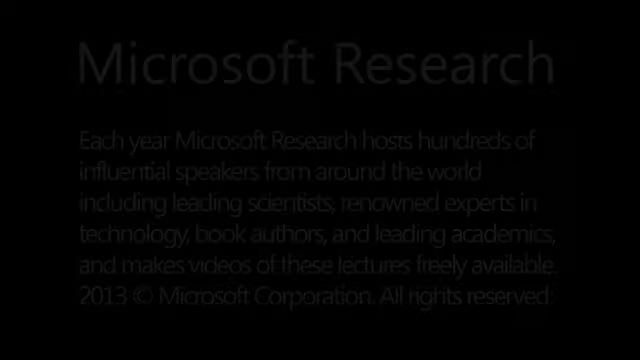 Microsoft Research
Each year Microsoft Research hosts hundreds of
influential speakers from around the world
including leading scientists, renowned experts in
technology, book authors, and leading academics,
and makes videos of these lectures freely available.
2013 © Microsoft Corporation. All rights reserved.